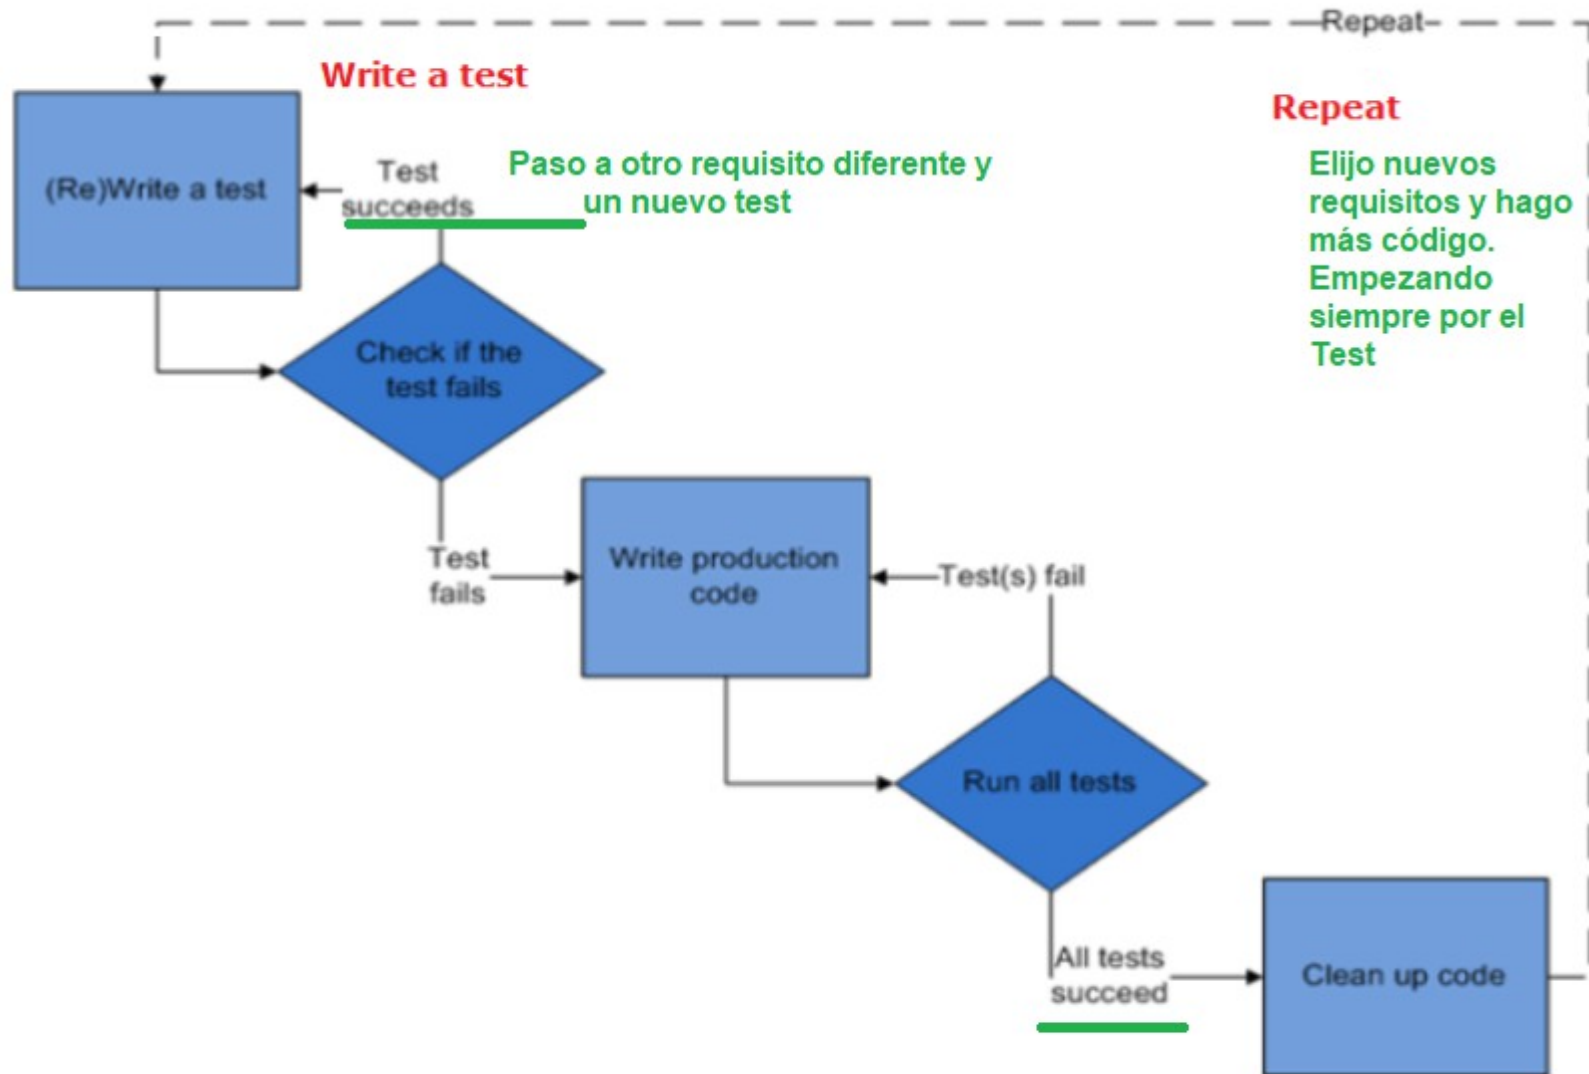 Repeat
Write a test
Repeat
(Re)Write a test
Test
succeeds
Paso a otro requisito diferente y
un nuevo test
Elijo nuevos
requisitos y hago
más código.
Empezando
siempre por el
Test
Check if the
test fails
Test
fails
Write production
code
Test(s) fail
Run all tests
All tests
succeed
Clean up code